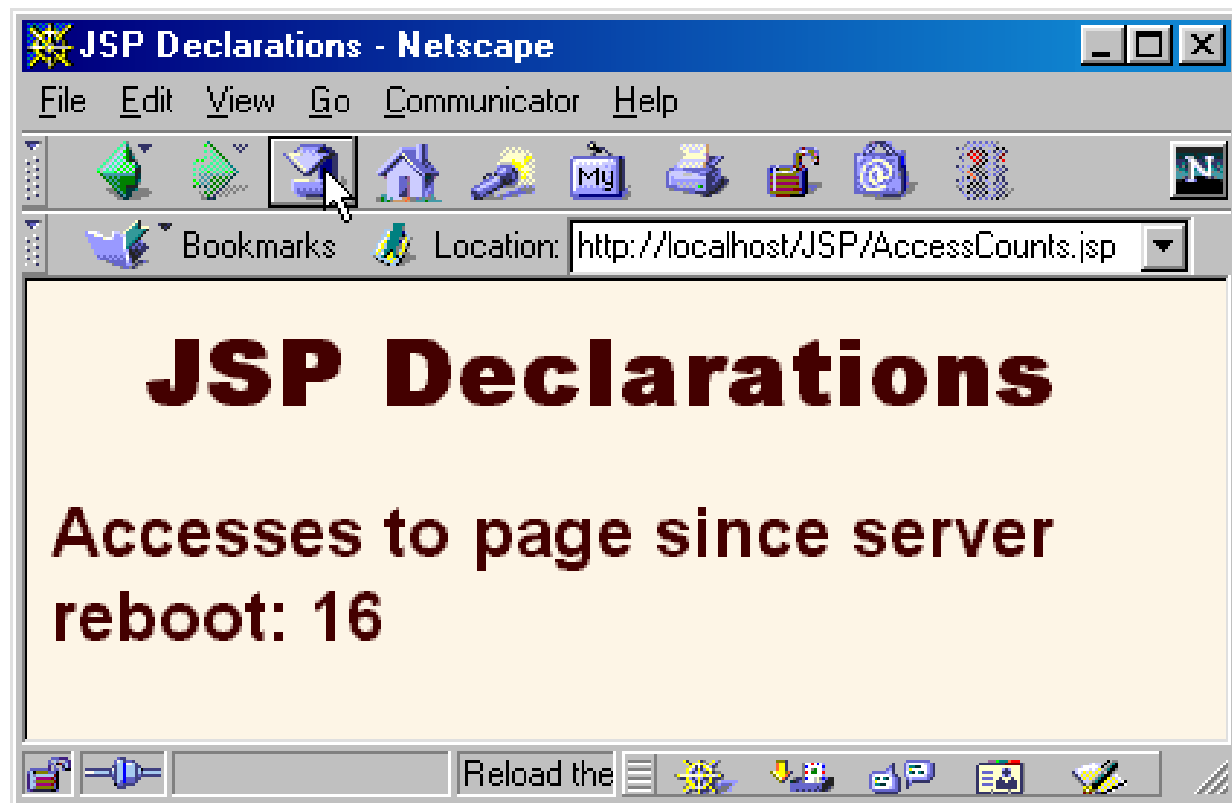 JSP Declarations - Netscape
File Edit View Go Communicator Help
My
N
Bookmarks Location: http://localhost/JSP/AccessCounts.jsp
JSP Declarations
Accesses to page since server
reboot: 16
Reload the